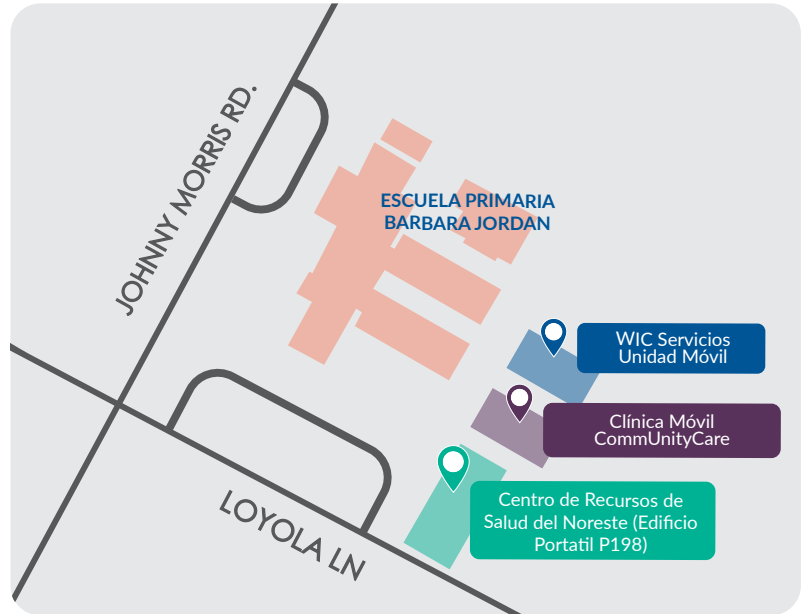 JOHNNY MORRIS RD.
ESCUELA PRIMARIA
BARBARA JORDAN
WIC Servicios
Unidad Móvil
Clínica Móvil
CommUnityCare
Centro de Recursos de
Salud del Noreste (Edificio
Portatil P198)
LOYOLA LN